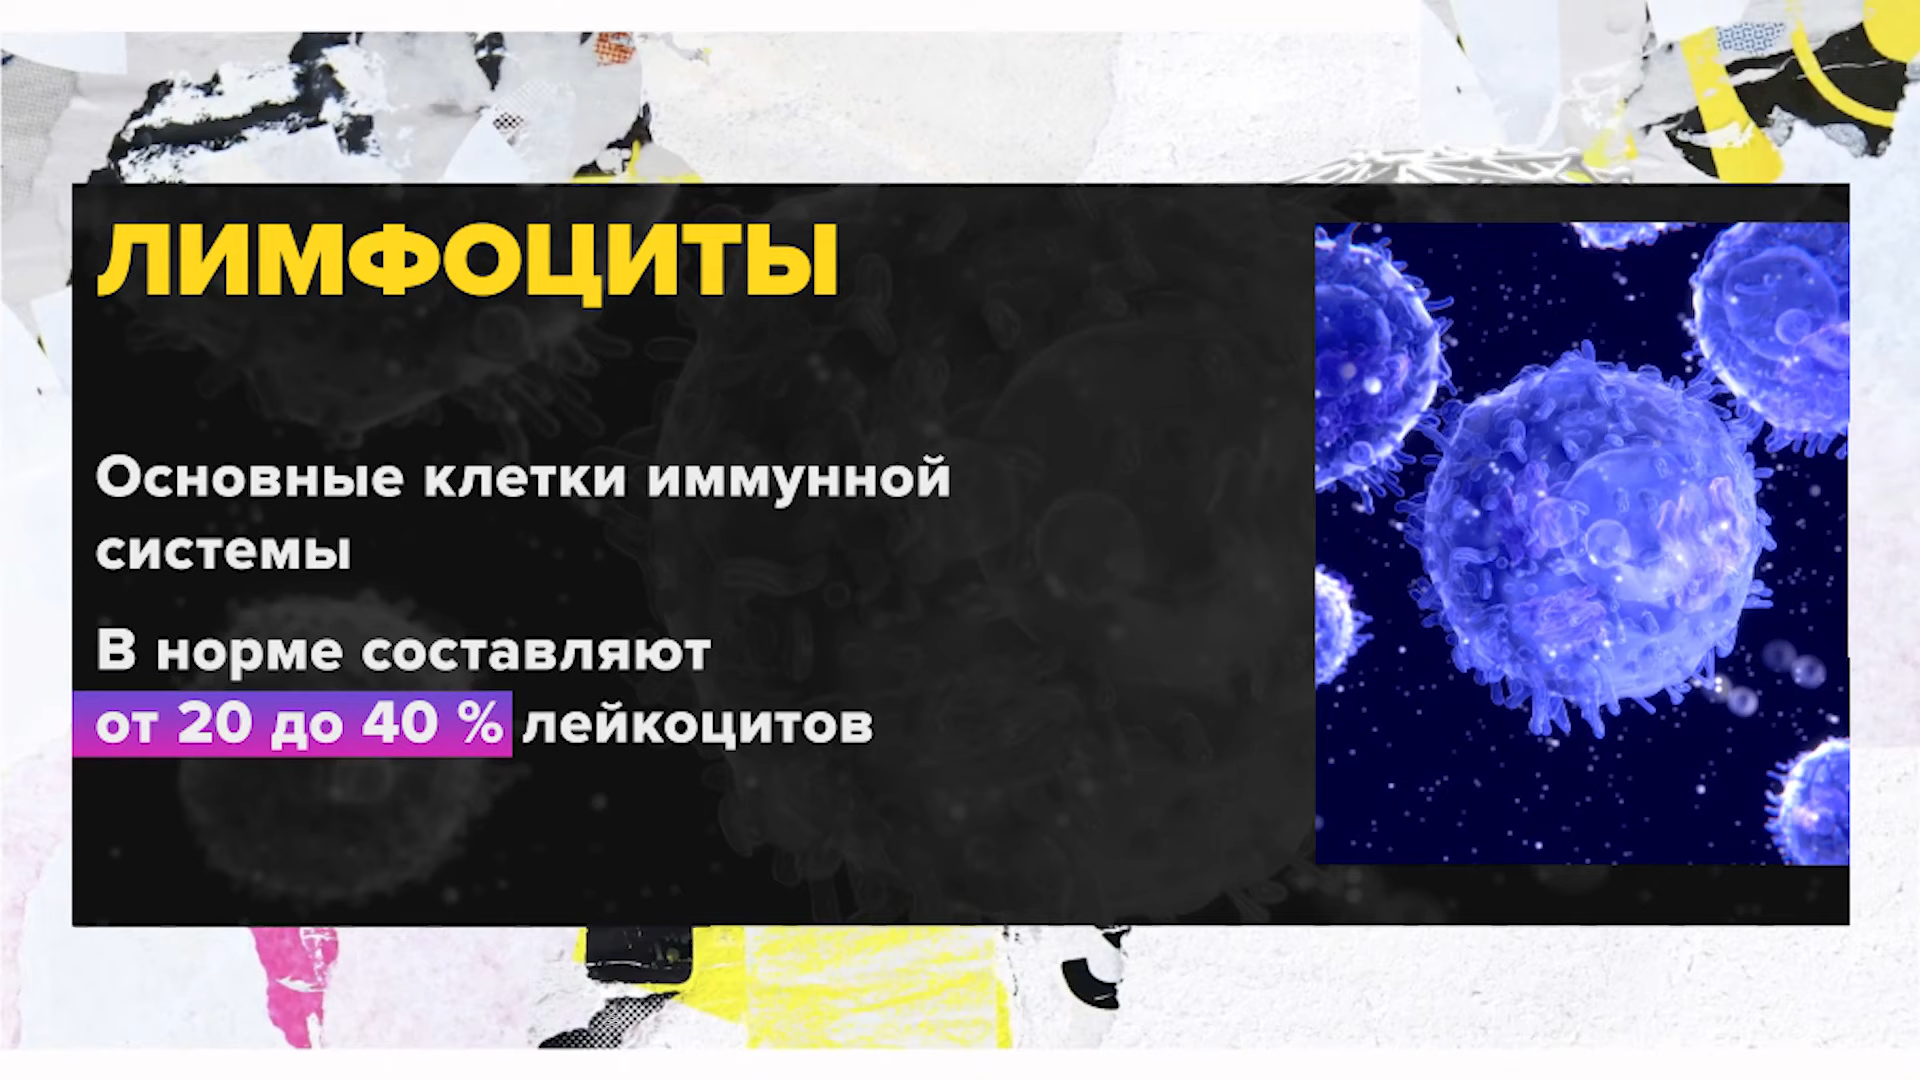 ЛИМФОЦИТЫ
Основные клетки иммунной
системы
В норме составляют
от 20 до 40 % лейкоцитов